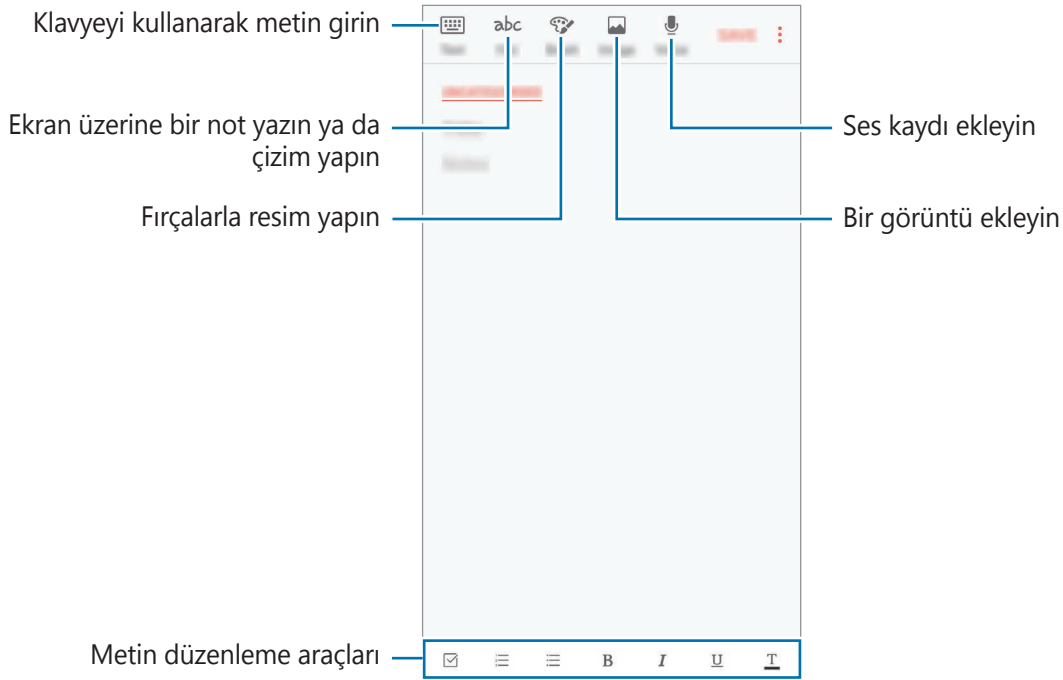 Klavyeyi kullanarak metin girin
abc
SAVE
Ekran üzerine bir not yazın ya da
çizim yapın
Ses kaydı ekleyin
Fırçalarla resim yapın
Bir görüntü ekleyin
Metin düzenleme araçları
B I U T